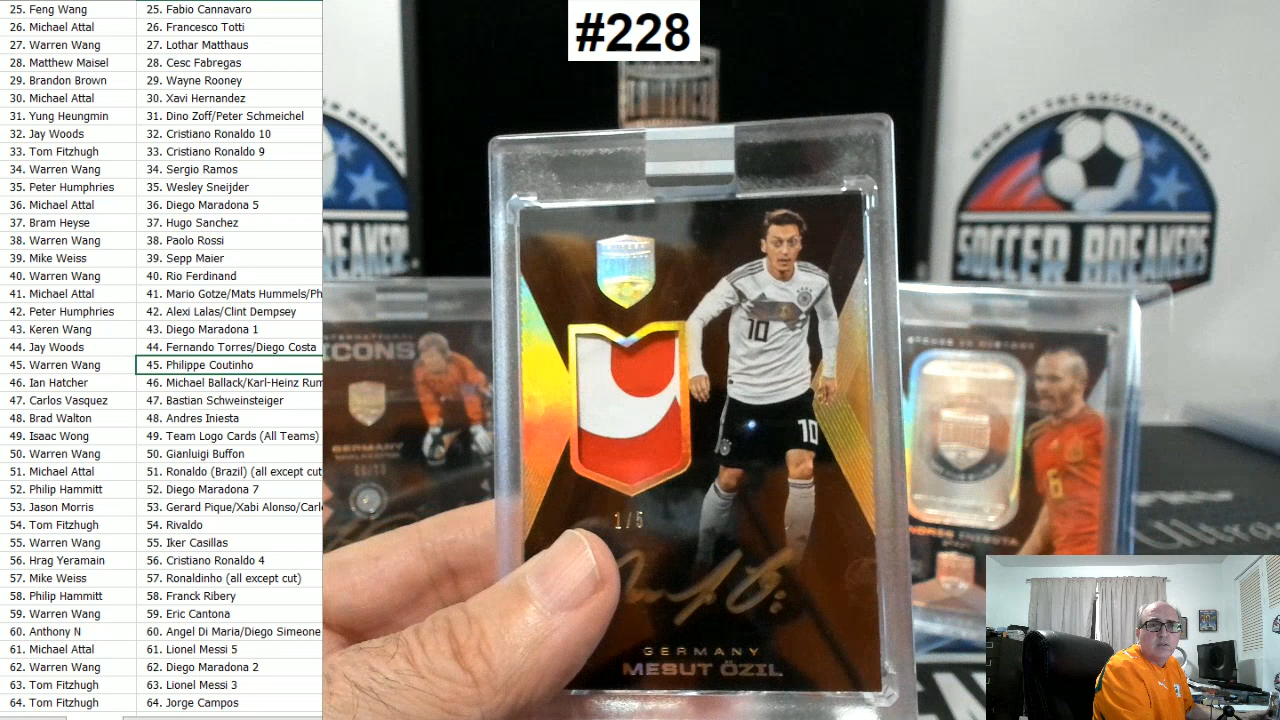 #228
25. Feng Wang 25. Fabio Cannavaro
26. Michael Attal 26. Francesco Totti
27. Warren Wang 27. Lothar Matthaus
28. Matthew Maisel 28. Cesc Fabregas
29. Brandon Brown 29. Wayne Rooney
30. Michael Attal 30. Xavi Hernandez
31. Yung Heungmin 31. Dino Zoff/Peter Schmeichel
32. Jay Woods 32. Cristiano Ronaldo 10
33. Tom Fitzhugh 33. Cristiano Ronaldo 9
34. Warren Wang 34. Sergio Ramos
35. Peter Humphries 35. Wesley Sneijder
36. Michael Attal 36. Diego Maradona 5
37. Bram Heyse 37. Hugo Sanchez
38. Warren Wang 38. Paolo Rossi
39. Mike Weiss 39. Sepp Maier
40. Warren Wang 40. Rio Ferdinand
41. Michael Attal 41. Mario Gotze/Mats Hummels/Ph
42. Peter Humphries 42. Alexi Lalas/Clint Dempsey
43. Keren Wang 43. Diego Maradona 1
44. Jay Woods 44. Fernando Torres/Diego Costa
45. Warren Wang 45. Philippe Coutinho
46. Ian Hatcher 46. Michael Ballack/Karl-Heinz Rum
47. Carlos Vasquez 47. Bastian Schweinsteiger
48. Brad Walton 48. Andres Iniesta
49. Isaac Wong 49. Team Logo Cards (All Teams)
50. Warren Wang 50. Gianluigi Buffon
51. Michael Attal 51. Ronaldo (Brazil) (all except cut
52. Philip Hammitt 52. Diego Maradona 7
53. Jason Morris 53. Gerard Pique/Xabi Alonso/Carl
54. Tom Fitzhugh 54. Rivaldo
55. Warren Wang 55. Iker Casillas
56. Hrag Yeramain 56. Cristiano Ronaldo 4
57. Mike Weiss 57. Ronaldinho (all except cut)
58. Philip Hammitt 58. Franck Ribery
59. Warren Wang 59. Eric Cantona
60. Anthony N 60. Angel Di Maria/Diego Simeone
61. Michael Attal 61. Lionel Messi 5
62. Warren Wang 62. Diego Maradona 2
63. Tom Fitzhugh 63. Lionel Messi 3
64. Tom Fitzhugh 64. Jorge Campos
SOCCER BREAKERS
ICONS
GERMANY
10
10
1/5
GERMANY
MESUT ÖZIL
6